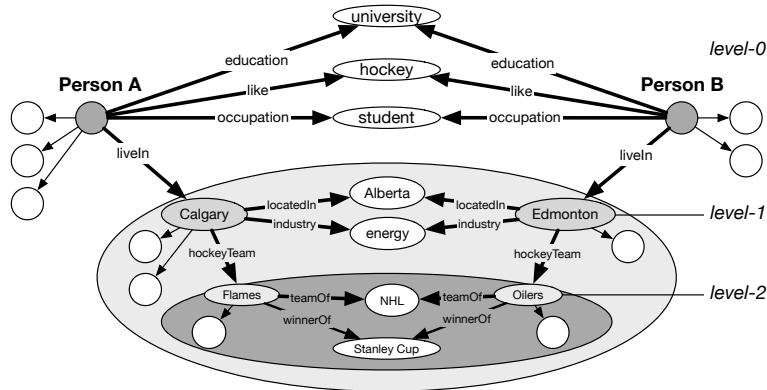 university
level-0
education
education
Person A
hockey
Person B
like
like
occupation
student
occupation
liveIn
liveIn
Alberta
locatedIn
locatedIn
Calgary
Edmonton
level-1
industry
energy
industry
hockeyTeam
hockeyTeam
Flames
teamOf
NHL
teamOf
Oilers
level-2
winnerOf
winnerOf
Stanley Cup